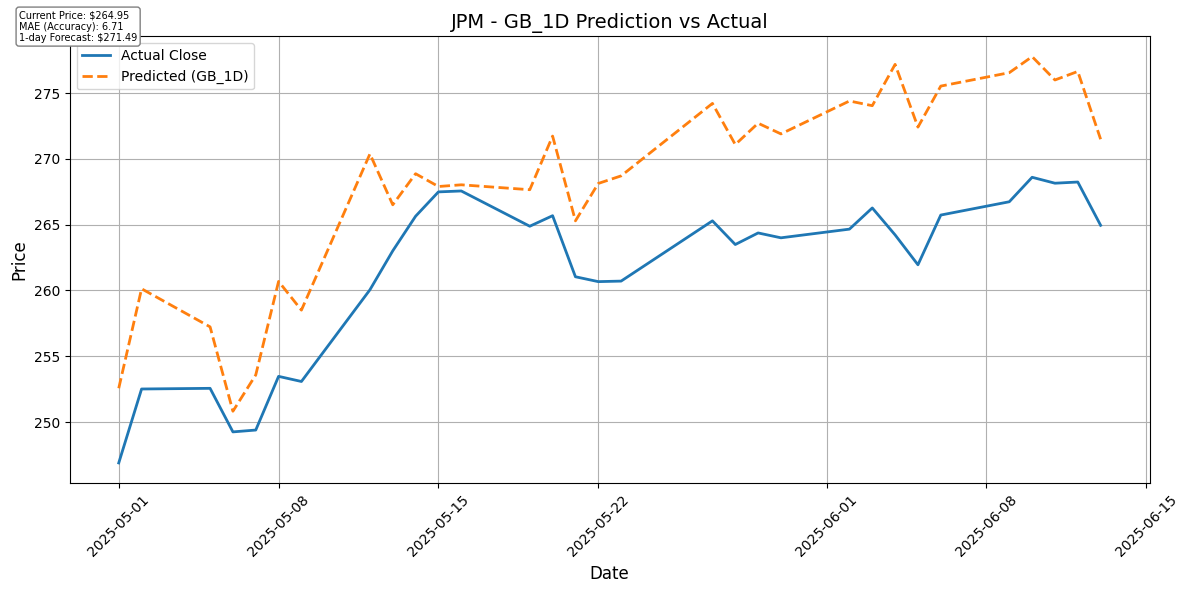 Current Price: $264.95
MAE (Accuracy): 6.71
1-day Forecast: $271.49
JPM - GB_1D Prediction vs Actual
Actual Close
Predicted (GB_1D)
Price
275
270
265
260
255
250
2025-05-01
2025-05-08
2025-05-15
2025-05-22
2025-06-01
2025-06-08
2025-06-15
Date